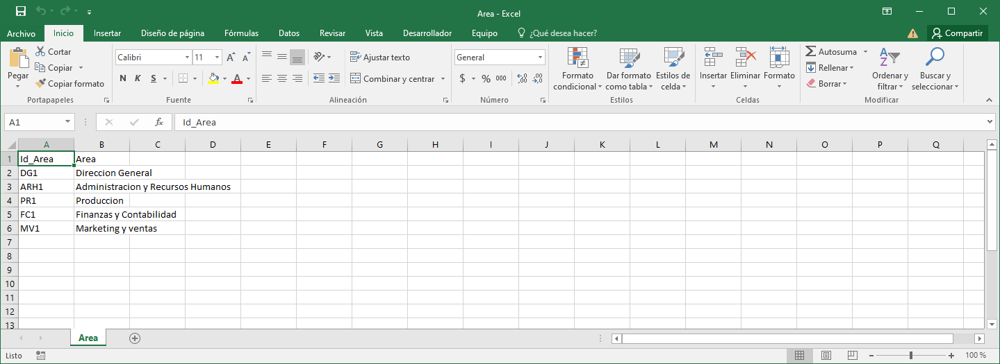 Area - Excel
Archivo Inicio Insertar Diseño de página Fórmulas Datos Revisar Vista Desarrollador Equipo ¿Qué desea hacer? Compartir
Pegar
Cortar
Copiar
Copiar formato
Portapapeles
Calibri 11
N K S
Fuente
Ajustar texto
Combinar y centrar
Alineación
General
$ % 000
Número
Formato condicional
Dar formato como tabla
Estilos de celda
Estilos
Insertar Eliminar Formato
Celdas
Autosuma
Rellenar
Borrar
Ordenar y filtrar
Buscar y seleccionar
Modificar
A1 fx Id_Area
A B C D E F G H I J K L M N O P Q
1 Id_Area Area
2 DG1 Direccion General
3 ARH1 Administracion y Recursos Humanos
4 PR1 Produccion
5 FC1 Finanzas y Contabilidad
6 MV1 Marketing y ventas
7
8
9
10
11
12
13
Area
Listo 100 %